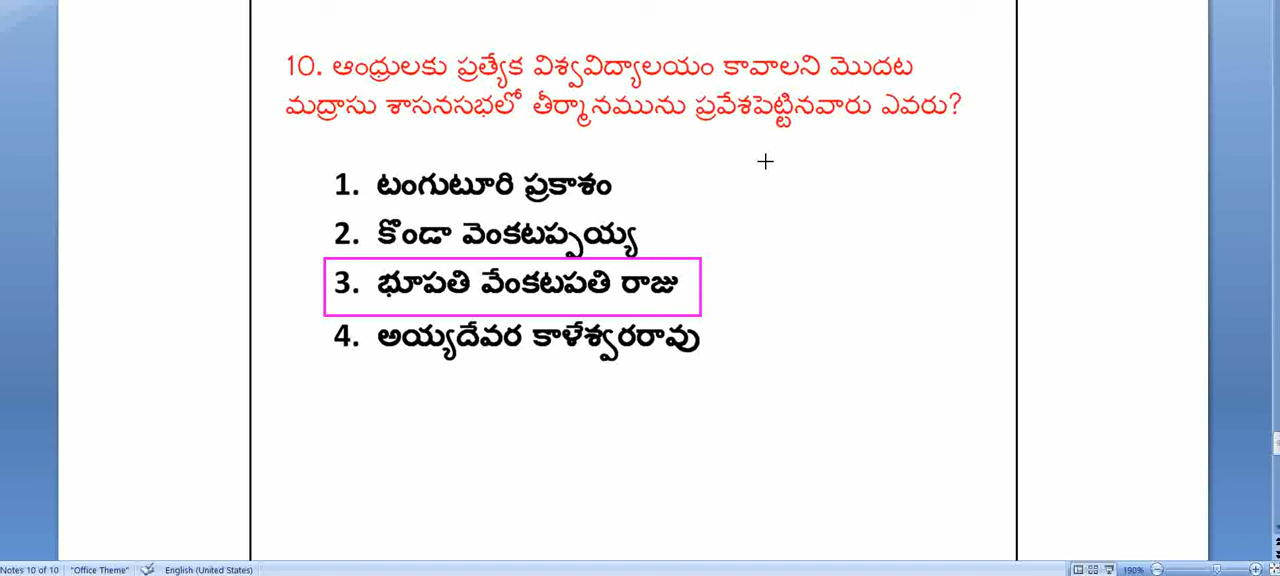 10. ఆంధ్రులకు ప్రత్యేక విశ్వవిద్యాలయం కావాలని మొదట
మద్రాసు శాసనసభలో తీర్మానమును ప్రవేశపెట్టినవారు ఎవరు?
1. టంగుటూరి ప్రకాశం
2. కొండా వెంకటప్పయ్య
3. భూపతి వేంకటపతి రాజు
4. అయ్యదేవర కాళేశ్వరరావు
Notes 10 of 10 "Office Theme" English (United States) 190%